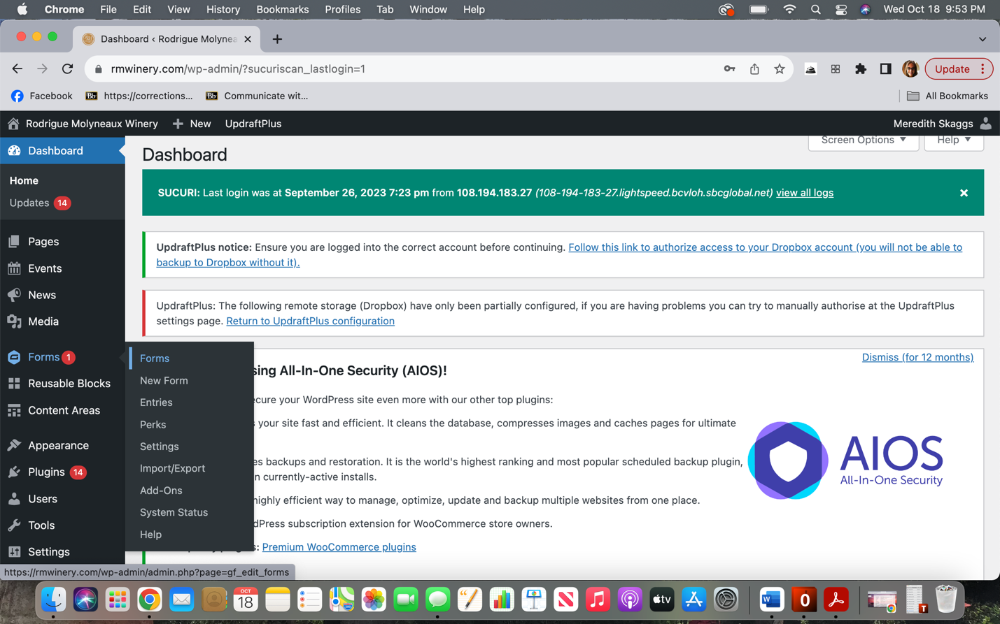 Chrome File Edit View History Bookmarks Profiles Tab Window Help Wed Oct 18 9:53 PM
Dashboard ‹ Rodrigue Molynea
rmwinery.com/wp-admin/?sucuriscan_lastlogin=1 Update
Facebook Bb https://corrections... Bb Communicate wit... All Bookmarks
Rodrigue Molyneaux Winery New UpdraftPlus Meredith Skaggs
Dashboard
Home
Updates 14
Pages
Events
News
Media
Forms 1
Reusable Blocks
Content Areas
Appearance
Plugins 14
Users
Tools
Settings
Forms
New Form
Entries
Perks
Settings
Import/Export
Add-Ons
System Status
Help
Screen Options Help
Dashboard
SUCURI: Last login was at September 26, 2023 7:23 pm from 108.194.183.27 (108-194-183-27.lightspeed.bcvloh.sbcglobal.net) view all logs
UpdraftPlus notice: Ensure you are logged into the correct account before continuing. Follow this link to authorize access to your Dropbox account (you will not be able to
backup to Dropbox without it).
UpdraftPlus: The following remote storage (Dropbox) have only been partially configured, if you are having problems you can try to manually authorise at the UpdraftPlus
settings page. Return to UpdraftPlus configuration
Dismiss (for 12 months)
sing All-In-One Security (AIOS)!
ecure your WordPress site even more with our other top plugins:
s your site fast and efficient. It cleans the database, compresses images and caches pages for ultimate
es backups and restoration. It is the world's highest ranking and most popular scheduled backup plugin,
n currently-active installs.
highly efficient way to manage, optimize, update and backup multiple websites from one place.
dPress subscription extension for WooCommerce store owners.
s: Premium WooCommerce plugins
AIOS
All-In-One Security
https://rmwinery.com/wp-admin/admin.php?page=gf_edit_forms
OCT
18
tv
W
O
T